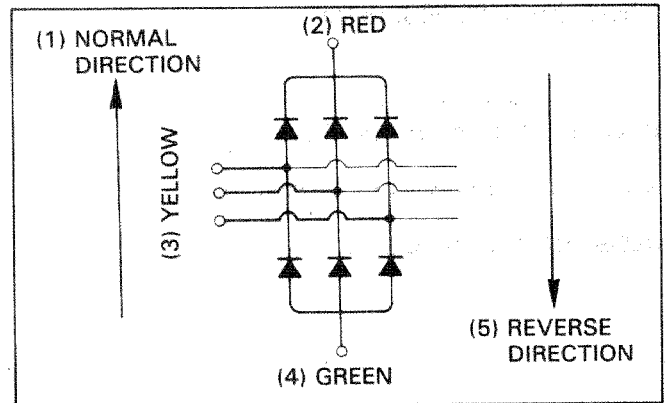 (1) NORMAL
DIRECTION
(2) RED
(3) YELLOW
(4) GREEN
(5) REVERSE
DIRECTION